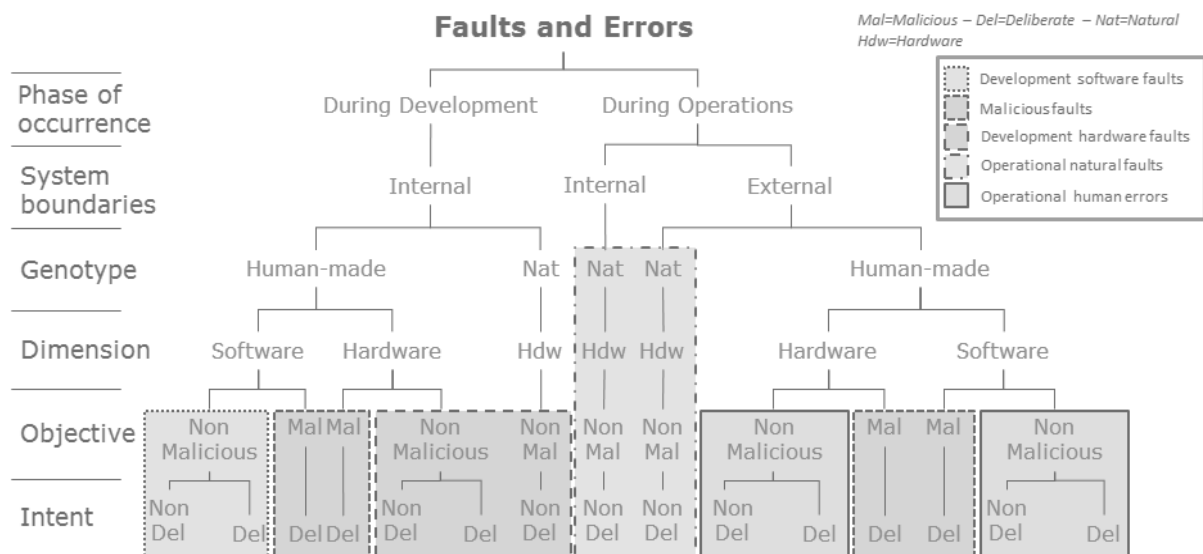 Faults and Errors
Mal=Malicious – Del=Deliberate – Nat=Natural
Hdw=Hardware
Development software faults
Malicious faults
Development hardware faults
Operational natural faults
Operational human errors
Phase of
occurrence
During Development During Operations
System
boundaries
Internal Internal External
Genotype
Human-made Nat Nat Nat Human-made
Dimension
Software Hardware Hdw Hdw Hdw Hardware Software
Objective
Non
Malicious
Mal Mal
Non
Malicious
Non
Mal
Non
Mal
Non
Mal
Non
Malicious
Mal Mal
Non
Malicious
Intent
Non
Del
Del
Del Del
Non
Del
Del
Non
Del
Non
Del
Non
Del
Non
Del
Del
Del Del
Non
Del
Del